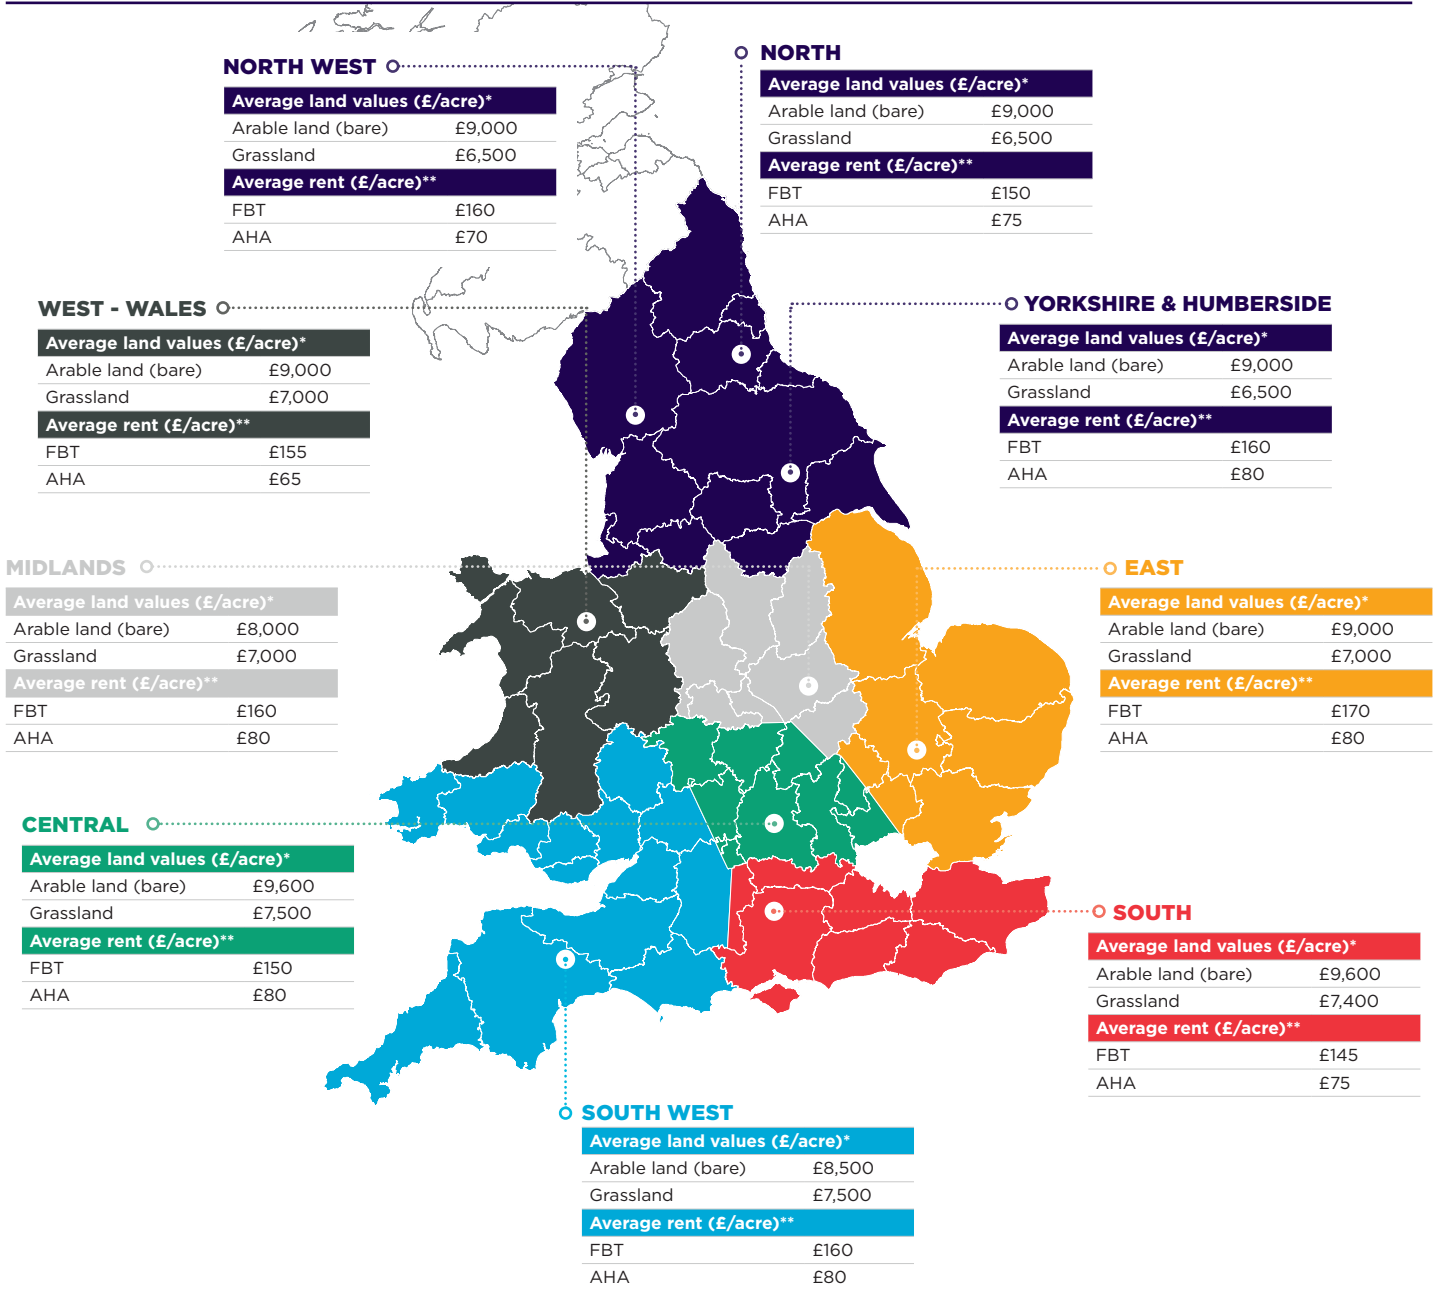 NORTH WEST
Average land values (£/acre)*
Arable land (bare) £9,000
Grassland £6,500
Average rent (£/acre)**
FBT £160
AHA £70
NORTH
Average land values (£/acre)*
Arable land (bare) £9,000
Grassland £6,500
Average rent (£/acre)**
FBT £150
AHA £75
WEST - WALES
Average land values (£/acre)*
Arable land (bare) £9,000
Grassland £7,000
Average rent (£/acre)**
FBT £155
AHA £65
YORKSHIRE & HUMBERSIDE
Average land values (£/acre)*
Arable land (bare) £9,000
Grassland £6,500
Average rent (£/acre)**
FBT £160
AHA £80
MIDLANDS
Average land values (£/acre)*
Arable land (bare) £8,000
Grassland £7,000
Average rent (£/acre)**
FBT £160
AHA £80
EAST
Average land values (£/acre)*
Arable land (bare) £9,000
Grassland £7,000
Average rent (£/acre)**
FBT £170
AHA £80
CENTRAL
Average land values (£/acre)*
Arable land (bare) £9,600
Grassland £7,500
Average rent (£/acre)**
FBT £150
AHA £80
SOUTH
Average land values (£/acre)*
Arable land (bare) £9,600
Grassland £7,400
Average rent (£/acre)**
FBT £145
AHA £75
SOUTH WEST
Average land values (£/acre)*
Arable land (bare) £8,500
Grassland £7,500
Average rent (£/acre)**
FBT £160
AHA £80